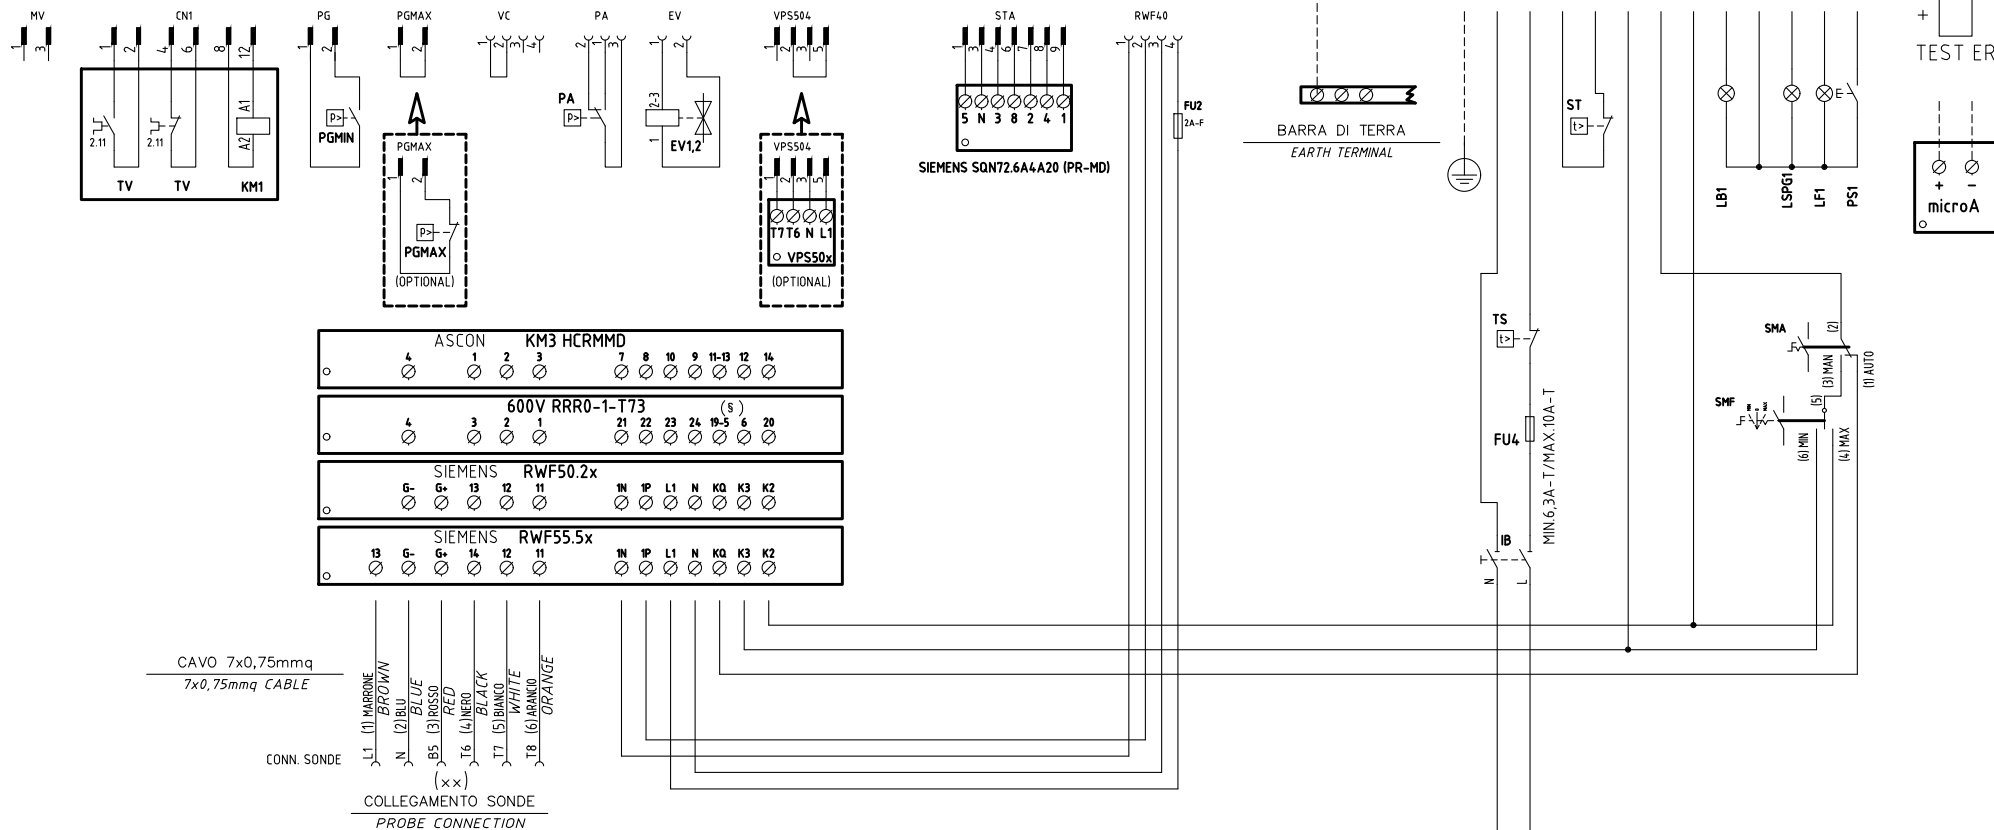 MV
CN1
PG
PGMAX
VC
PA
EV
VPS504
STA
RWF40
+
TEST ER
1 3
1 2 4 6 8 12
1 2
1 2
1 2 3 4
2 1 3
1 2
1 2 3 5
1 3 4 6 7 8 9
1 2 3 4
2.11
2.11
A1
A2
TV
TV
KM1
P>
PGMIN
PA
P>
2-3
1
EV1,2
5 N 3 8 2 4 1
SIEMENS SQN72.6A4A20 (PR-MD)
FU2
2A-F
BARRA DI TERRA
EARTH TERMINAL
ST
t>
E
LB1
LSPG1
LF1
PS1
+ -
microA
PGMAX
1 2
P>
PGMAX
(OPTIONAL)
VPS504
1 2 3 5
T7 T6 N L1
VPS50x
(OPTIONAL)
ASCON KM3 HCRMMD
4 1 2 3 7 8 10 9 11-13 12 14
600V RRR0-1-T73 (§)
4 3 2 1 21 22 23 24 19-5 6 20
SIEMENS RWF50.2x
G- G+ 13 12 11 1N 1P L1 N KQ K3 K2
SIEMENS RWF55.5x
13 G- G+ 14 12 11 1N 1P L1 N KQ K3 K2
TS
t>
FU4
MIN.6,3A-T/MAX.10A-T
IB
N
L
SMA
(2)
(3) MAN
(1) AUTO
SMF
MIN
0
MAX
(5)
(6) MIN
(4) MAX
CAVO 7x0,75mmq
7x0,75mmq CABLE
L1 (1) MARRONE
BROWN
N (2) BLU
BLUE
B5 (3) ROSSO
RED
T6 (4) NERO
BLACK
T7 (5) BIANCO
WHITE
T8 (6) ARANCIO
ORANGE
CONN. SONDE
(xx)
COLLEGAMENTO SONDE
PROBE CONNECTION